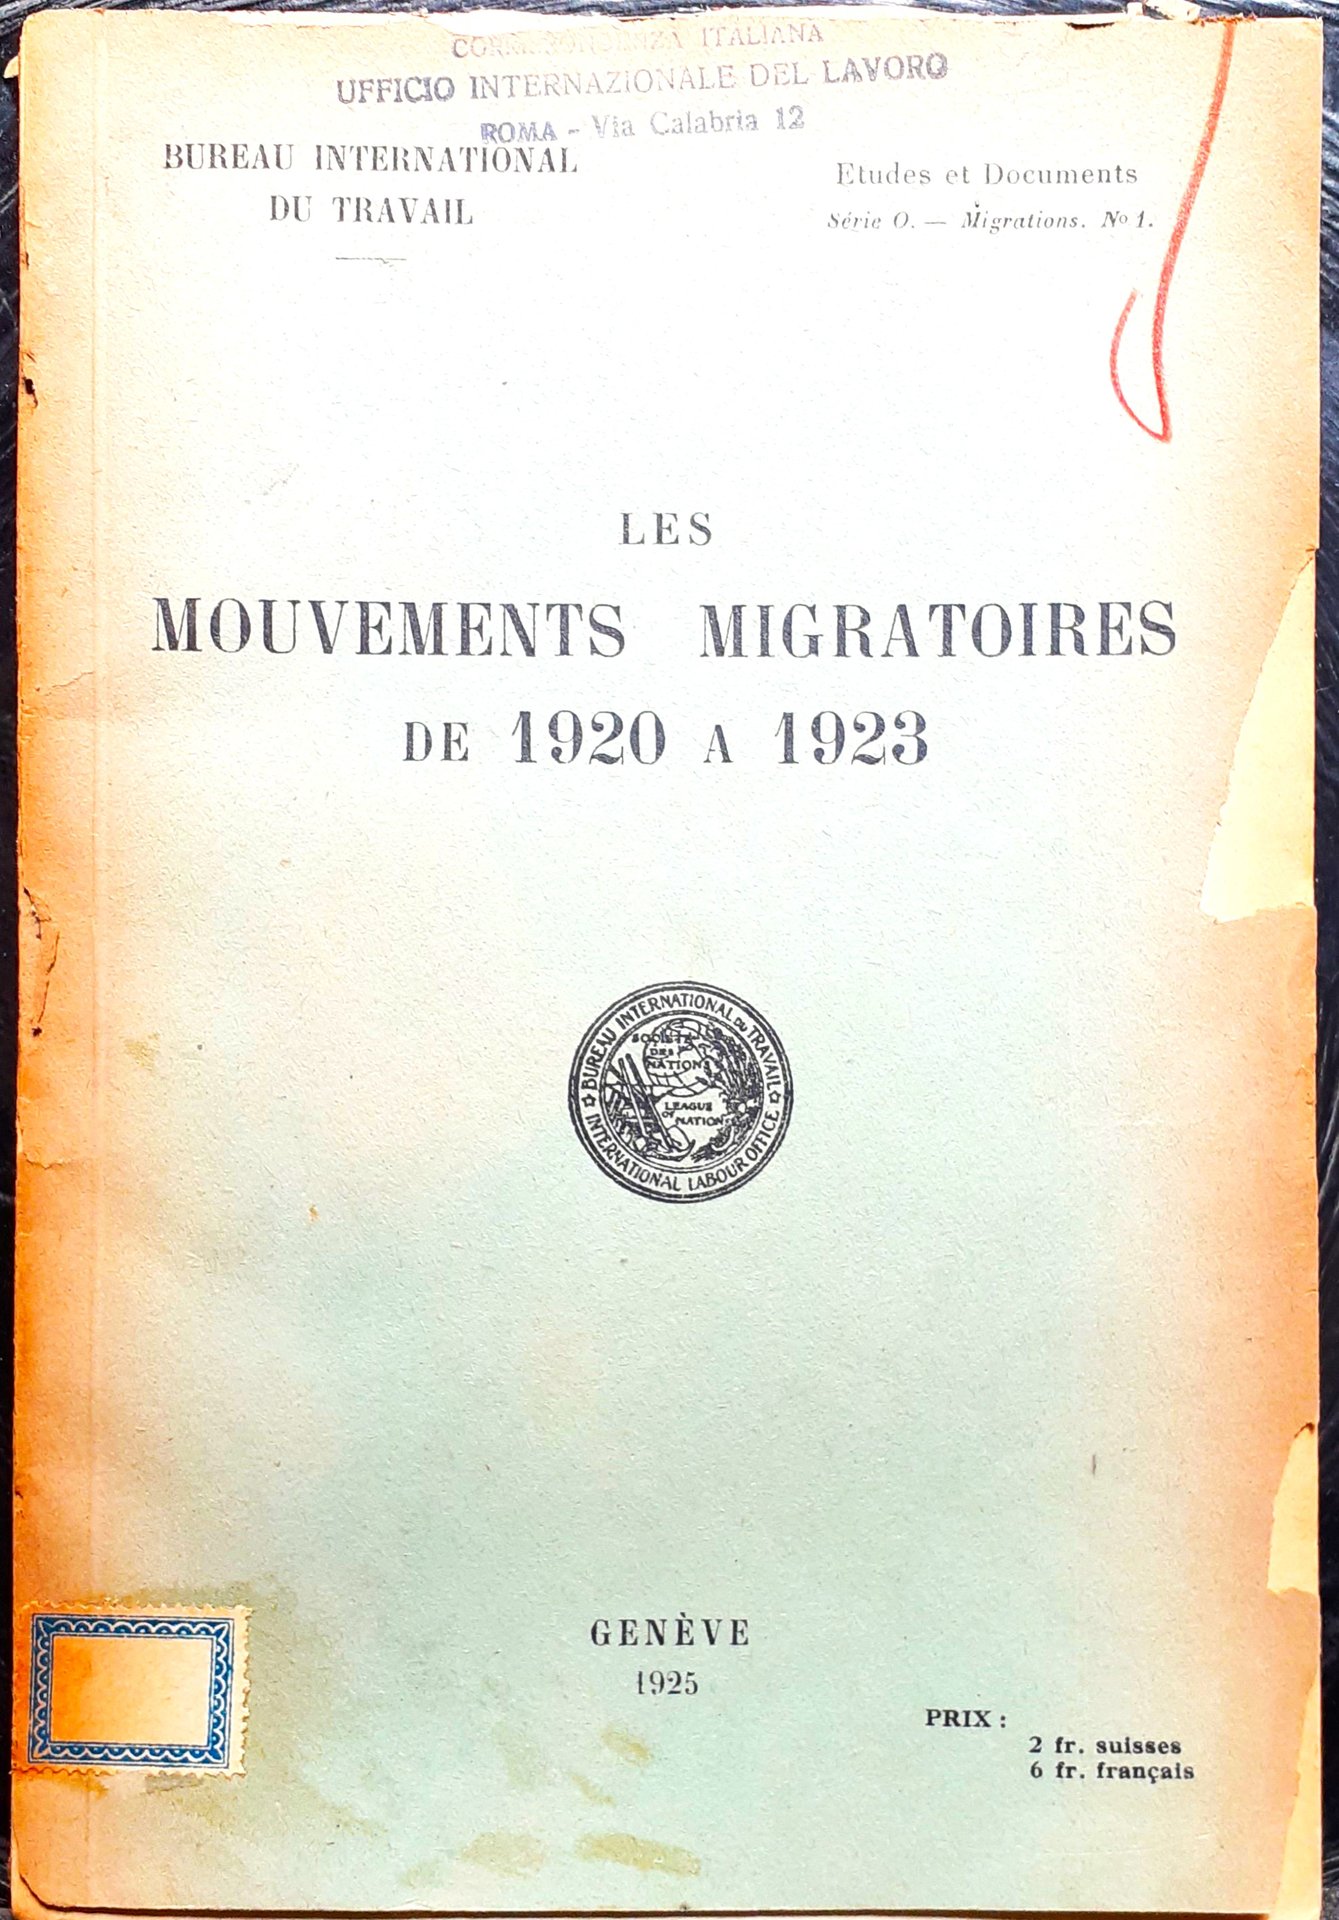 CORRISPONDENZA ITALIANA
UFFICIO INTERNAZIONALE DEL LAVORO
ROMA - Via Calabria 12
BUREAU INTERNATIONAL
DU TRAVAIL
Etudes et Documents
Série O. — Migrations. No 1.
LES
MOUVEMENTS MIGRATOIRES
DE 1920 A 1923
BUREAU INTERNATIONAL DU TRAVAIL
SOCIÉTÉ
DES
NATIONS
LEAGUE
OF
NATIONS
INTERNATIONAL LABOUR OFFICE
GENÈVE
1925
PRIX :
2 fr. suisses
6 fr. français